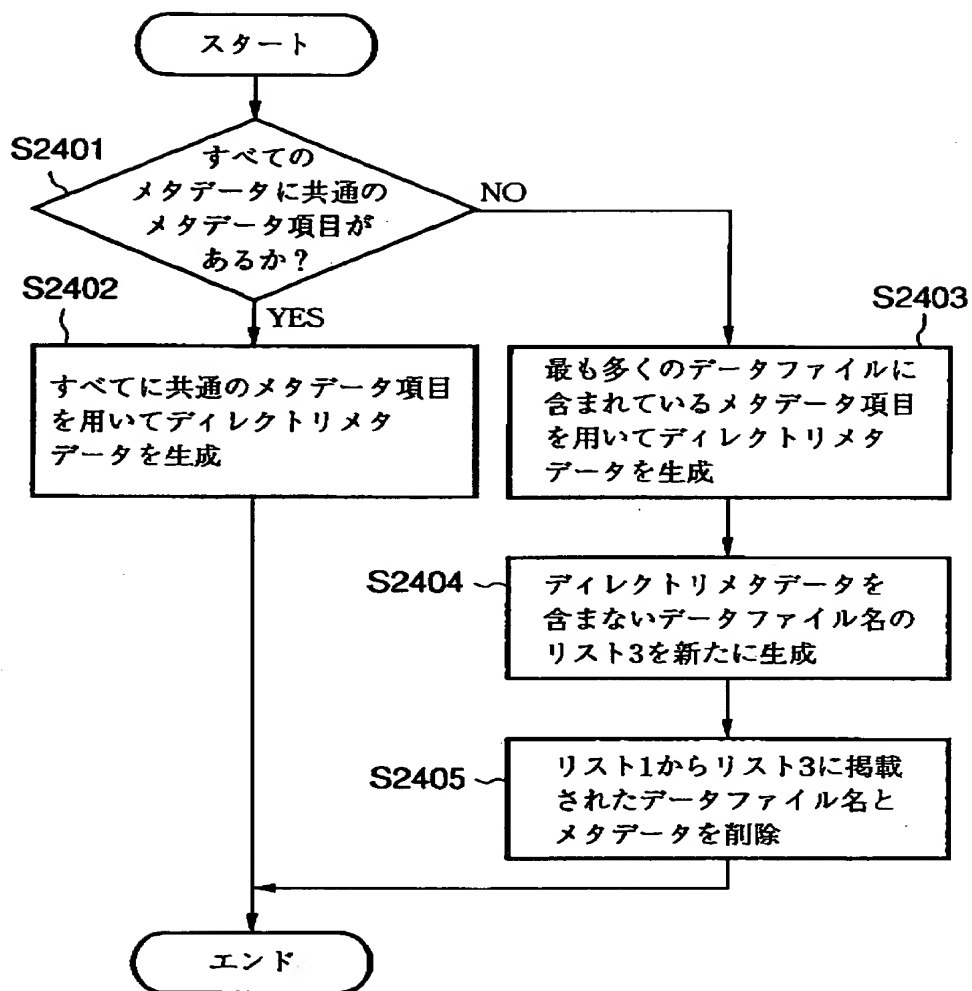 スタート
S2401
すべての
メタデータに共通の
メタデータ項目が
あるか？
NO
S2402
YES
すべてに共通のメタデータ項目
を用いてディレクトリメタ
データを生成
S2403
最も多くのデータファイルに
含まれているメタデータ項目
を用いてディレクトリメタ
データを生成
S2404
ディレクトリメタデータを
含まないデータファイル名の
リスト3を新たに生成
S2405
リスト1からリスト3に掲載
されたデータファイル名と
メタデータを削除
エンド